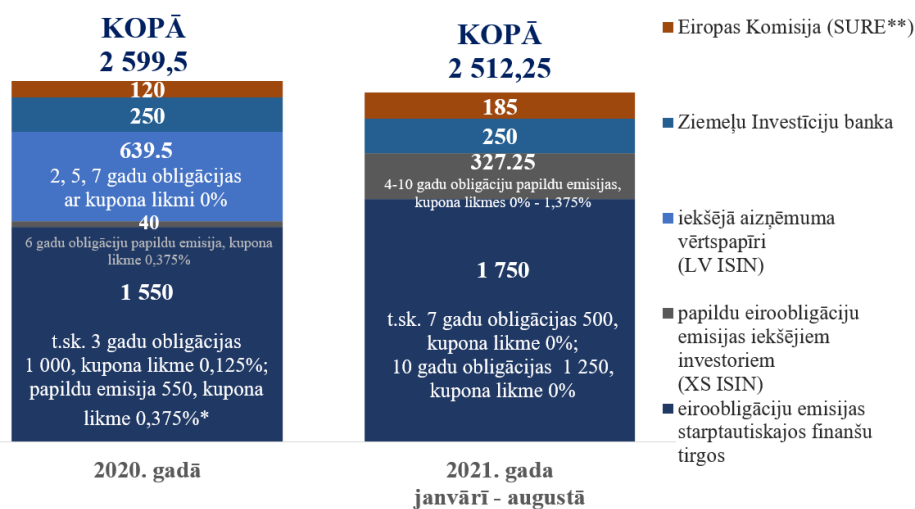 KOPĀ
2 599,5
120
250
639.5
2, 5, 7 gadu obligācijas
ar kupona likmi 0%
40
6 gadu obligāciju papildu emisija, kupona
likme 0,375%
1 550
t.sk. 3 gadu obligācijas
1 000, kupona likme 0,125%;
papildu emisija 550, kupona
likme 0,375%*
2020. gadā
KOPĀ
2 512,25
185
250
327.25
4-10 gadu obligāciju papildu emisijas,
kupona likmes 0% - 1,375%
1 750
t.sk. 7 gadu obligācijas 500,
kupona likme 0%;
10 gadu obligācijas 1 250,
kupona likme 0%
2021. gada
janvārī - augustā
Eiropas Komisija (SURE**)
Ziemeļu Investīciju banka
iekšējā aizņēmuma
vērtspapīri
(LV ISIN)
papildu eiroobligāciju
emisijas iekšējiem
investoriem
(XS ISIN)
eiroobligāciju emisijas
starptautiskajos finanšu
tirgos